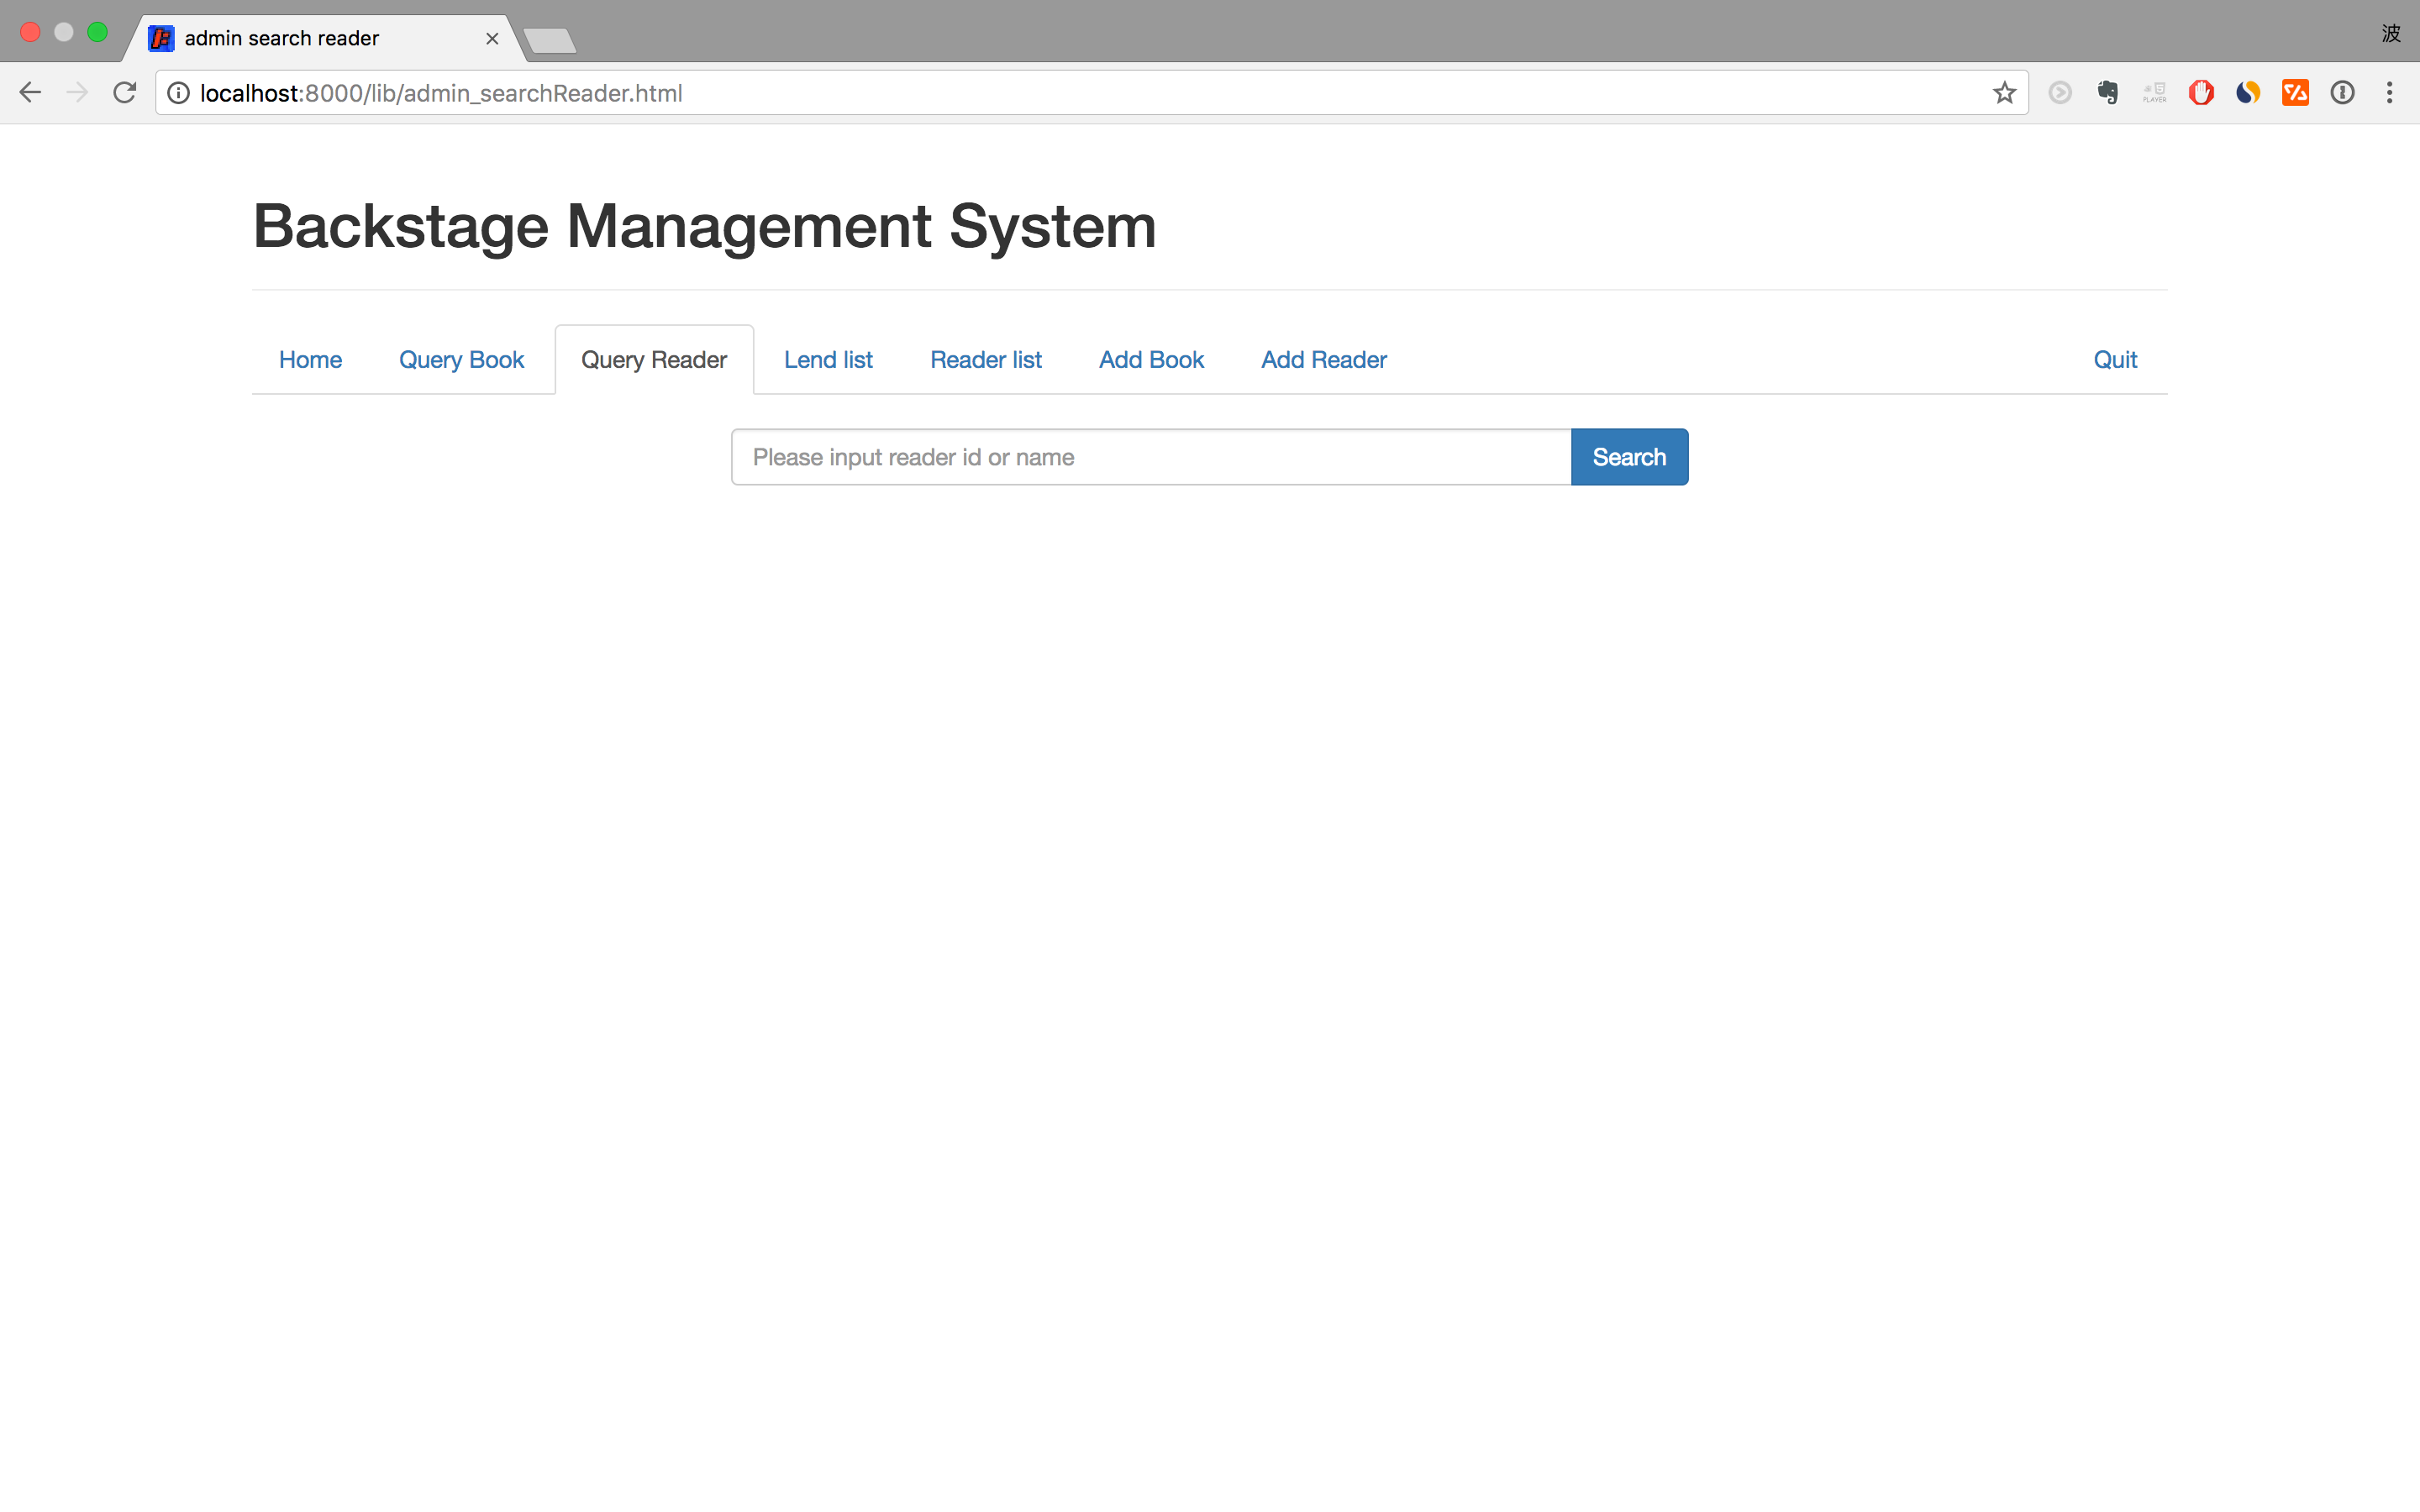 admin search reader
波
localhost:8000/lib/admin_searchReader.html
PLAYER
Backstage Management System
Home Query Book Query Reader Lend list Reader list Add Book Add Reader Quit
Please input reader id or name Search